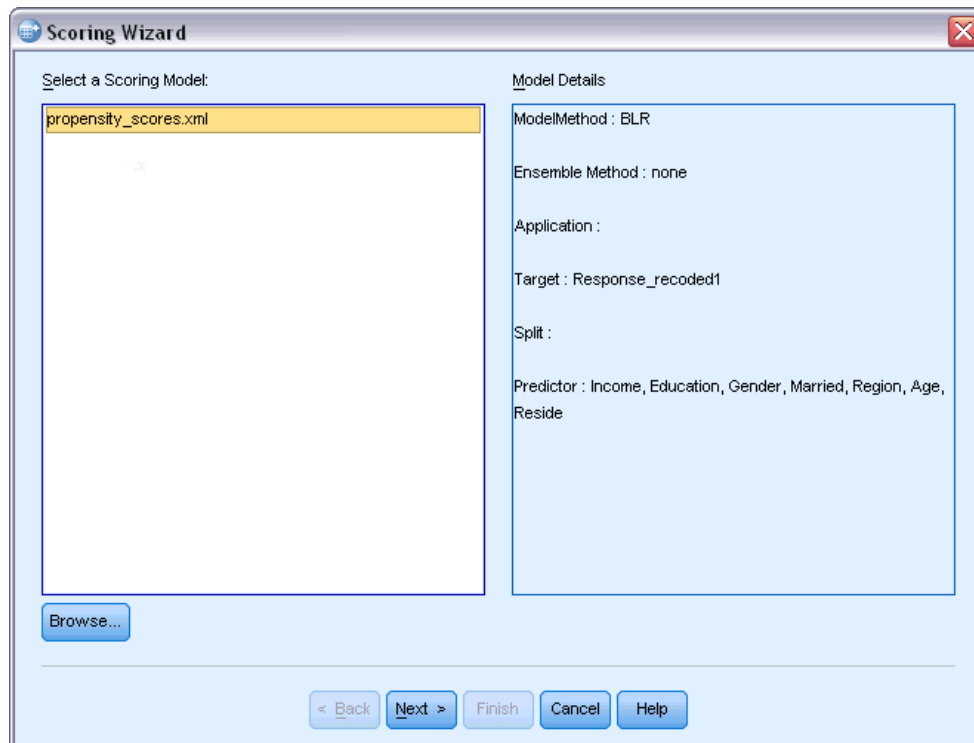 Scoring Wizard
Select a Scoring Model:
propensity_scores.xml
Model Details
ModelMethod : BLR
Ensemble Method : none
Application :
Target : Response_recoded1
Split :
Predictor : Income, Education, Gender, Married, Region, Age,
Reside
Browse...
< Back
Next >
Finish
Cancel
Help